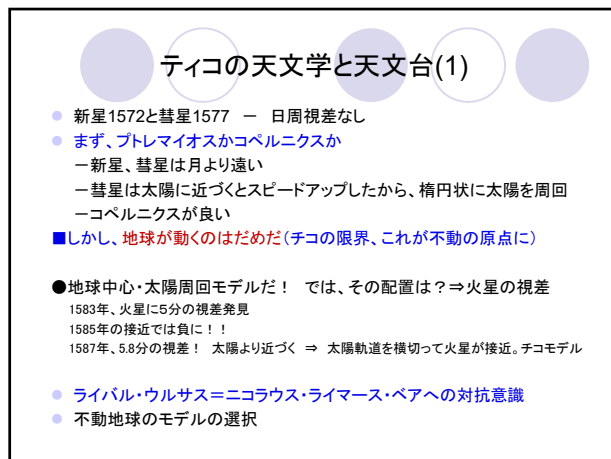 ティコの天文学と天文台(1)
新星1572と彗星1577 － 日周視差なし
まず、プトレマイオスかコペルニクスか
－新星、彗星は月より遠い
－彗星は太陽に近づくとスピードアップしたから、楕円状に太陽を周回
－コペルニクスが良い
■しかし、地球が動くのはだめだ（チコの限界、これが不動の原点に）
●地球中心・太陽周回モデルだ！ では、その配置は？⇒火星の視差
1583年、火星に5分の視差発見
1585年の接近では負に！！
1587年、5.8分の視差！ 太陽より近づく ⇒ 太陽軌道を横切って火星が接近。チコモデル
ライバル・ウルサス＝ニコラウス・ライマース・ベアへの対抗意識
不動地球のモデルの選択